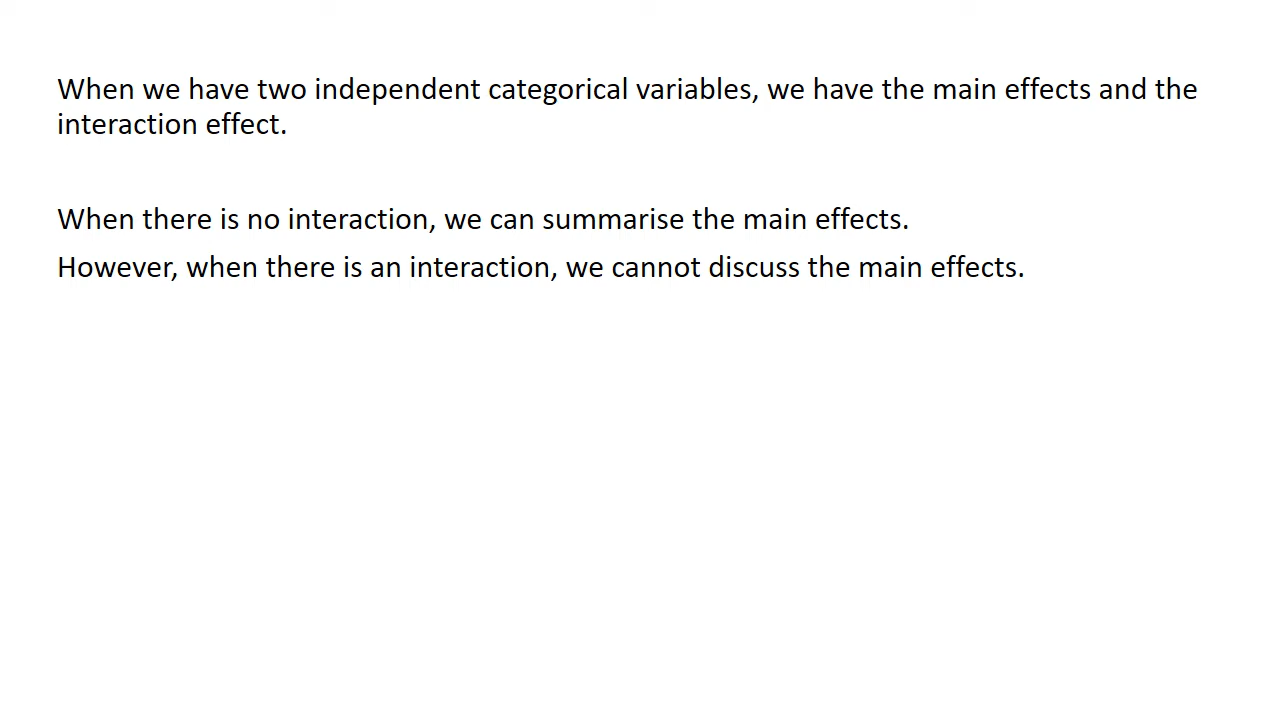 When we have two independent categorical variables, we have the main effects and the
interaction effect.
When there is no interaction, we can summarise the main effects.
However, when there is an interaction, we cannot discuss the main effects.